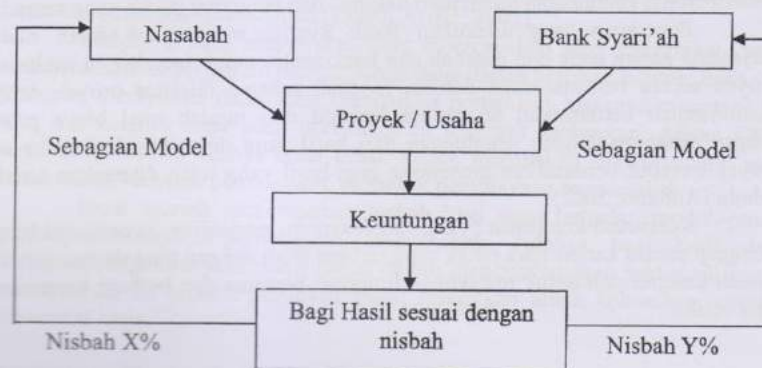 Nasabah
Bank Syari'ah
Proyek / Usaha
Sebagian Model
Sebagian Model
Keuntungan
Bagi Hasil sesuai dengan
nisbah
Nisbah X%
Nisbah Y%